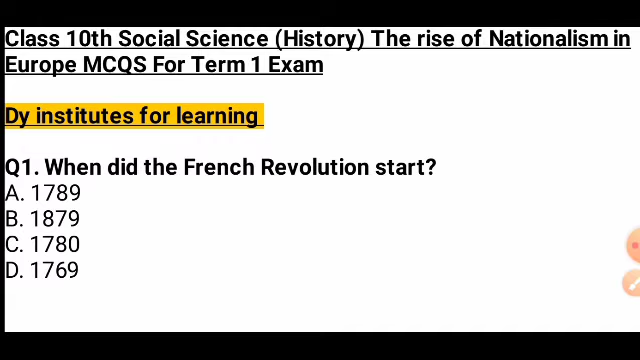 Class 10th Social Science (History) The rise of Nationalism in
Europe MCQS For Term 1 Exam
Dy institutes for learning
Q1. When did the French Revolution start?
A. 1789
B. 1879
C. 1780
D. 1769